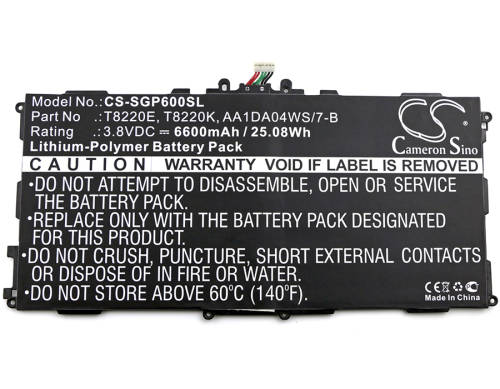 Model No. :CS-SGP600SL
Part No. :T8220E, T8220K, AA1DA04WS/7-B
Rating :3.8VDC⎓ 6600mAh / 25.08Wh
Lithium-Polymer Battery Pack
CS
Cameron Sino
WARRANTY VOID IF LABEL IS REMOVED
•DO NOT ATTEMPT TO DISASSEMBLE, OPEN OR SERVICE
THE BATTERY PACK.
•REPLACE ONLY WITH THE BATTERY PACK DESIGNATED
FOR THIS PRODUCT.
•DO NOT CRUSH, PUNCTURE, SHORT EXTERNAL CONTACTS
OR DISPOSE OF IN FIRE OR WATER.
•DO NOT STORE ABOVE 60℃ (140℉).
CE
Made In China